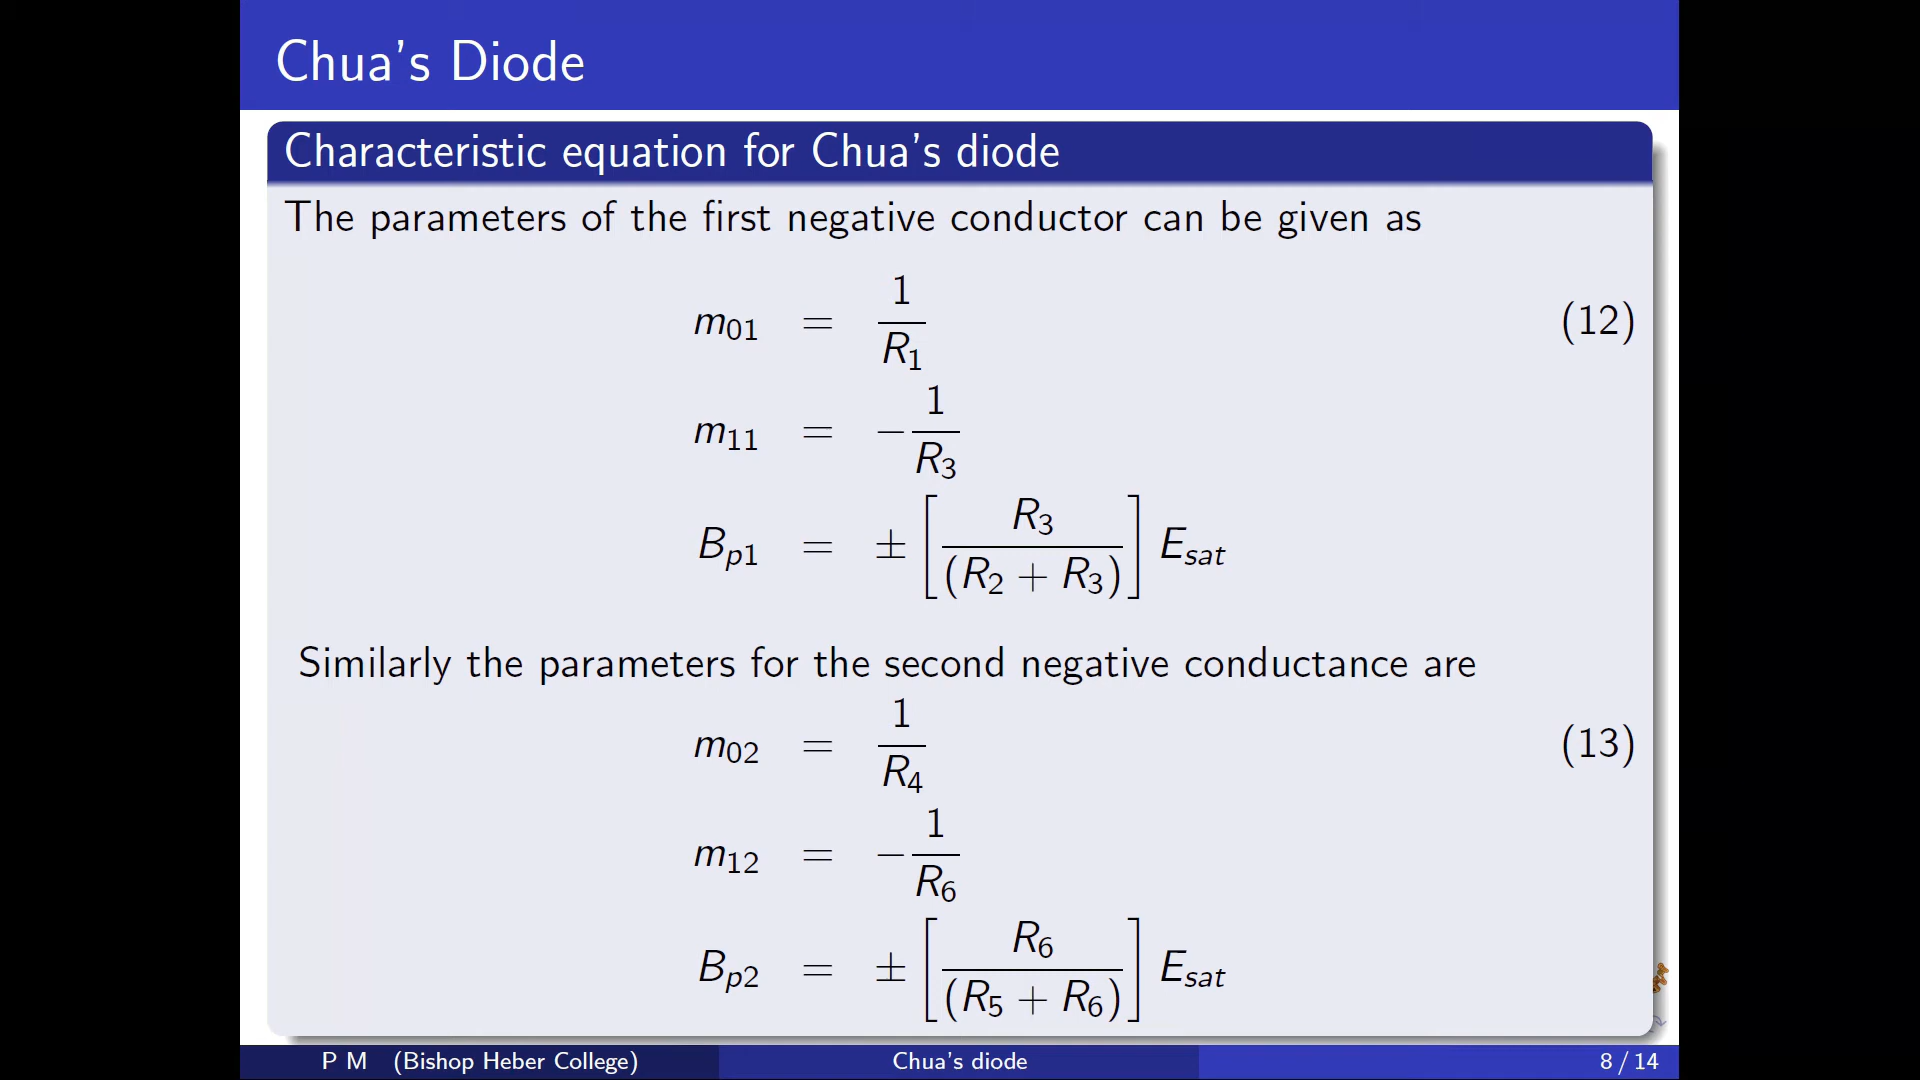 Chua's Diode
Characteristic equation for Chua's diode
The parameters of the first negative conductor can be given as
m₀₁ = 1/R₁ (12)
m₁₁ = −1/R₃
Bₚ₁ = ± [R₃/(R₂ + R₃)] Eₛₐₜ
Similarly the parameters for the second negative conductance are
m₀₂ = 1/R₄ (13)
m₁₂ = −1/R₆
Bₚ₂ = ± [R₆/(R₅ + R₆)] Eₛₐₜ
P M (Bishop Heber College) Chua's diode 8 / 14